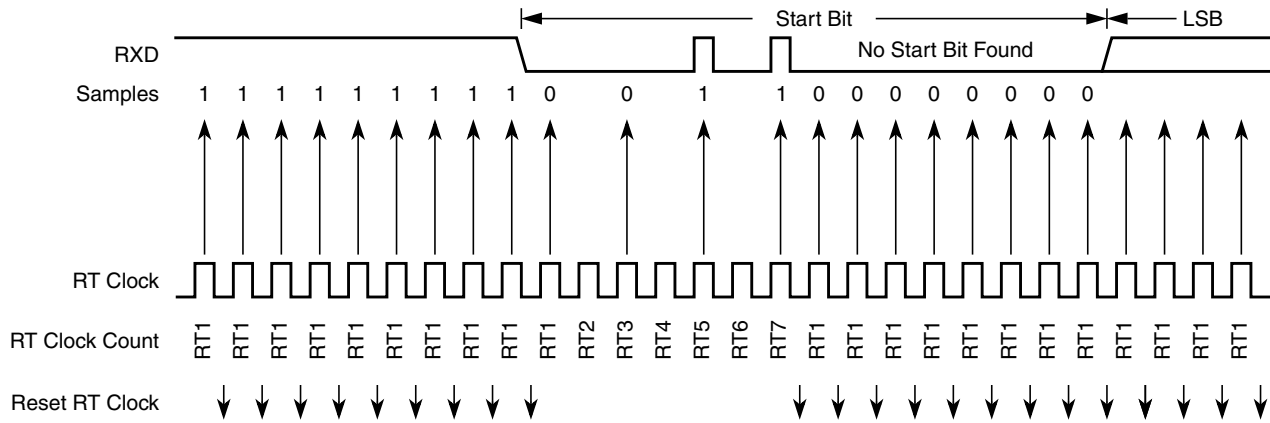 Start Bit LSB
RXD No Start Bit Found
Samples 1 1 1 1 1 1 1 1 1 0 0 1 1 0 0 0 0 0 0 0 0
RT Clock
RT Clock Count RT1 RT1 RT1 RT1 RT1 RT1 RT1 RT1 RT1 RT1 RT2 RT3 RT4 RT5 RT6 RT7 RT1 RT1 RT1 RT1 RT1 RT1 RT1 RT1 RT1 RT1 RT1 RT1
Reset RT Clock